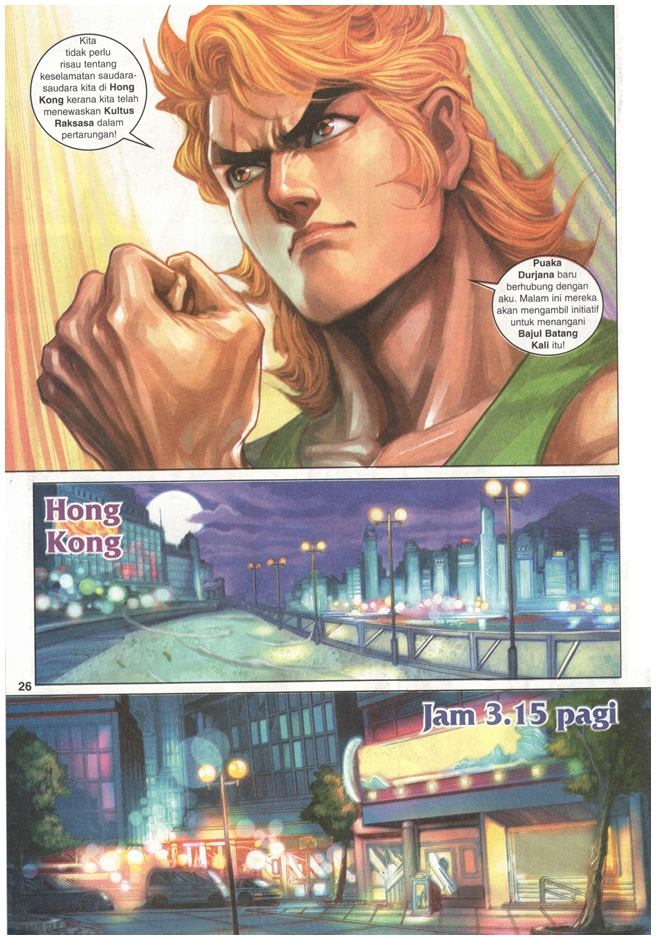 Kita
tidak perlu
risau tentang
keselamatan saudara-
saudara kita di Hong
Kong kerana kita telah
menewaskan Kultus
Raksasa dalam
pertarungan!
Puaka
Durjana baru
berhubung dengan
aku. Malam ini mereka
akan mengambil initiatif
untuk menangani
Bajul Batang
Kali itu!
Hong
Kong
26
Jam 3.15 pagi